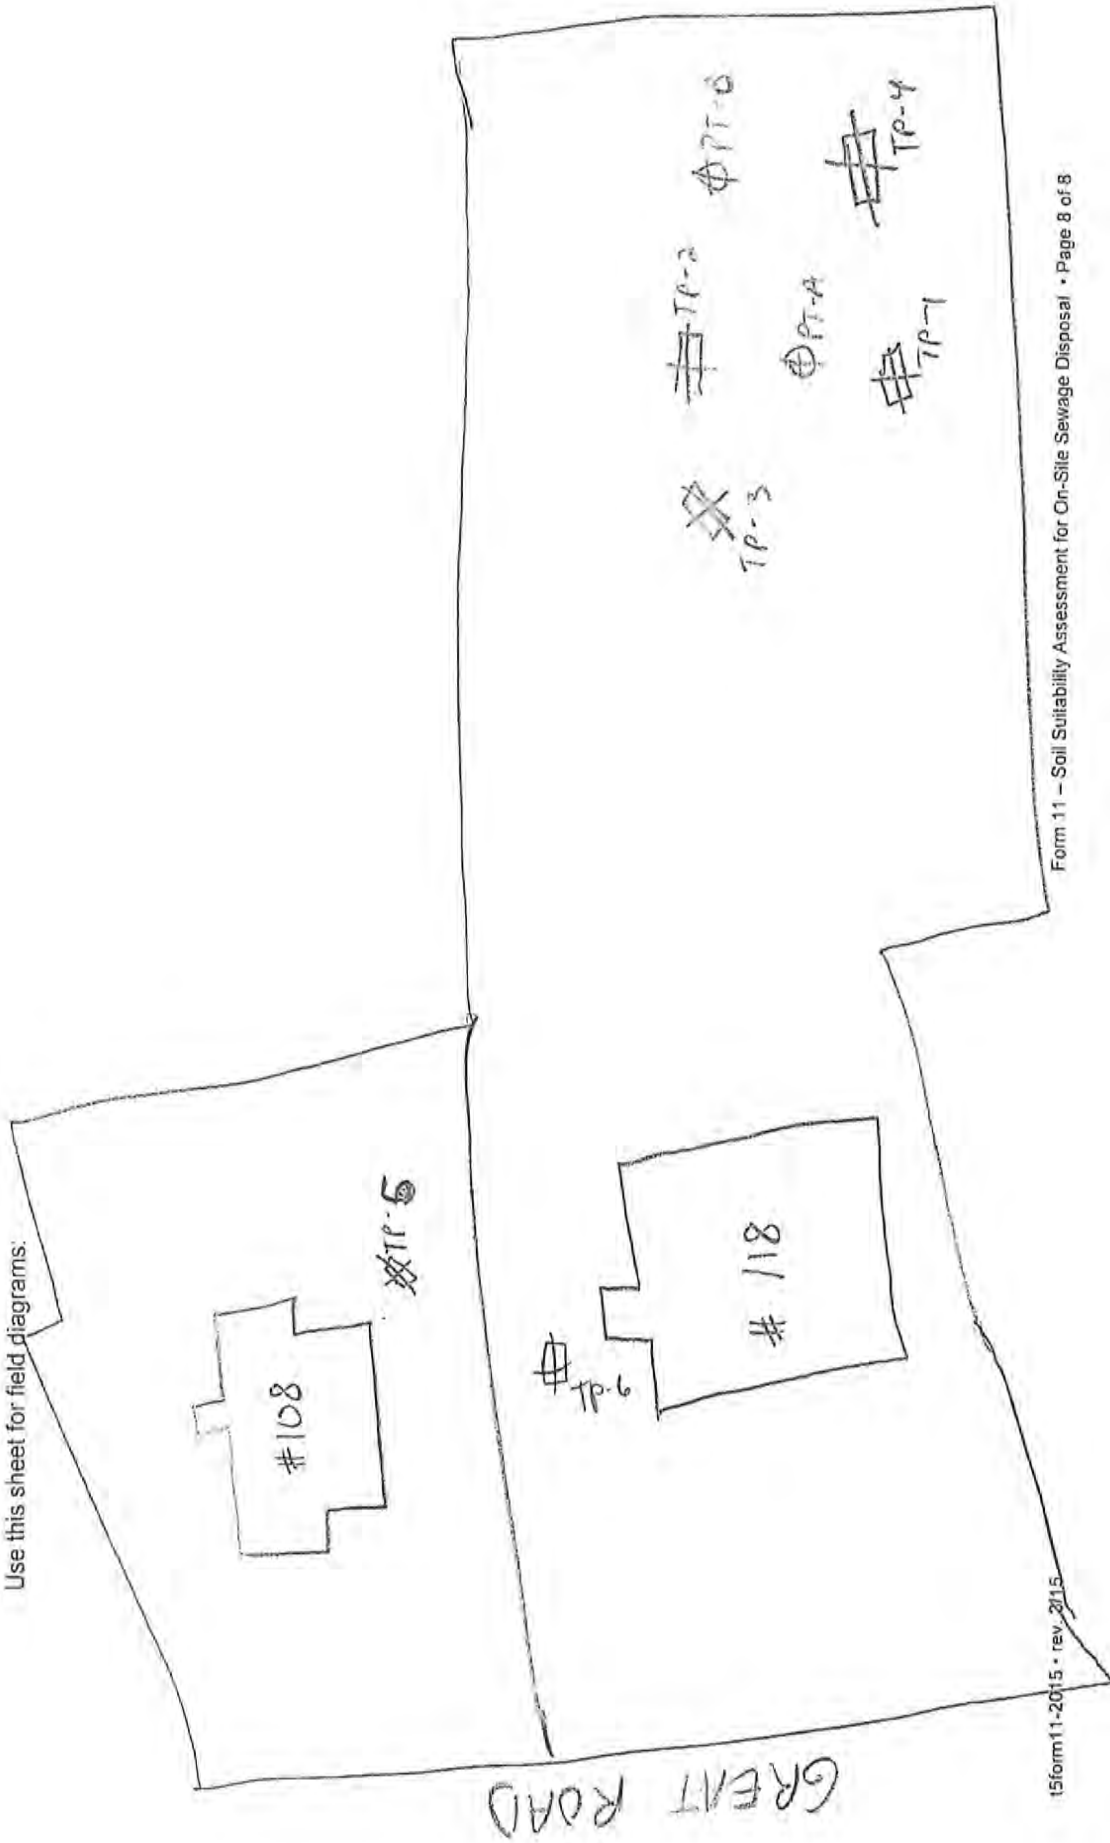 Use this sheet for field diagrams:
#108
TP-5
TP-6
#118
TP-3
TP-2
PT-A
PT-B
TP-1
TP-4
GREAT ROAD
t5form11-2015 • rev. 2/15
Form 11 – Soil Suitability Assessment for On-Site Sewage Disposal • Page 8 of 8